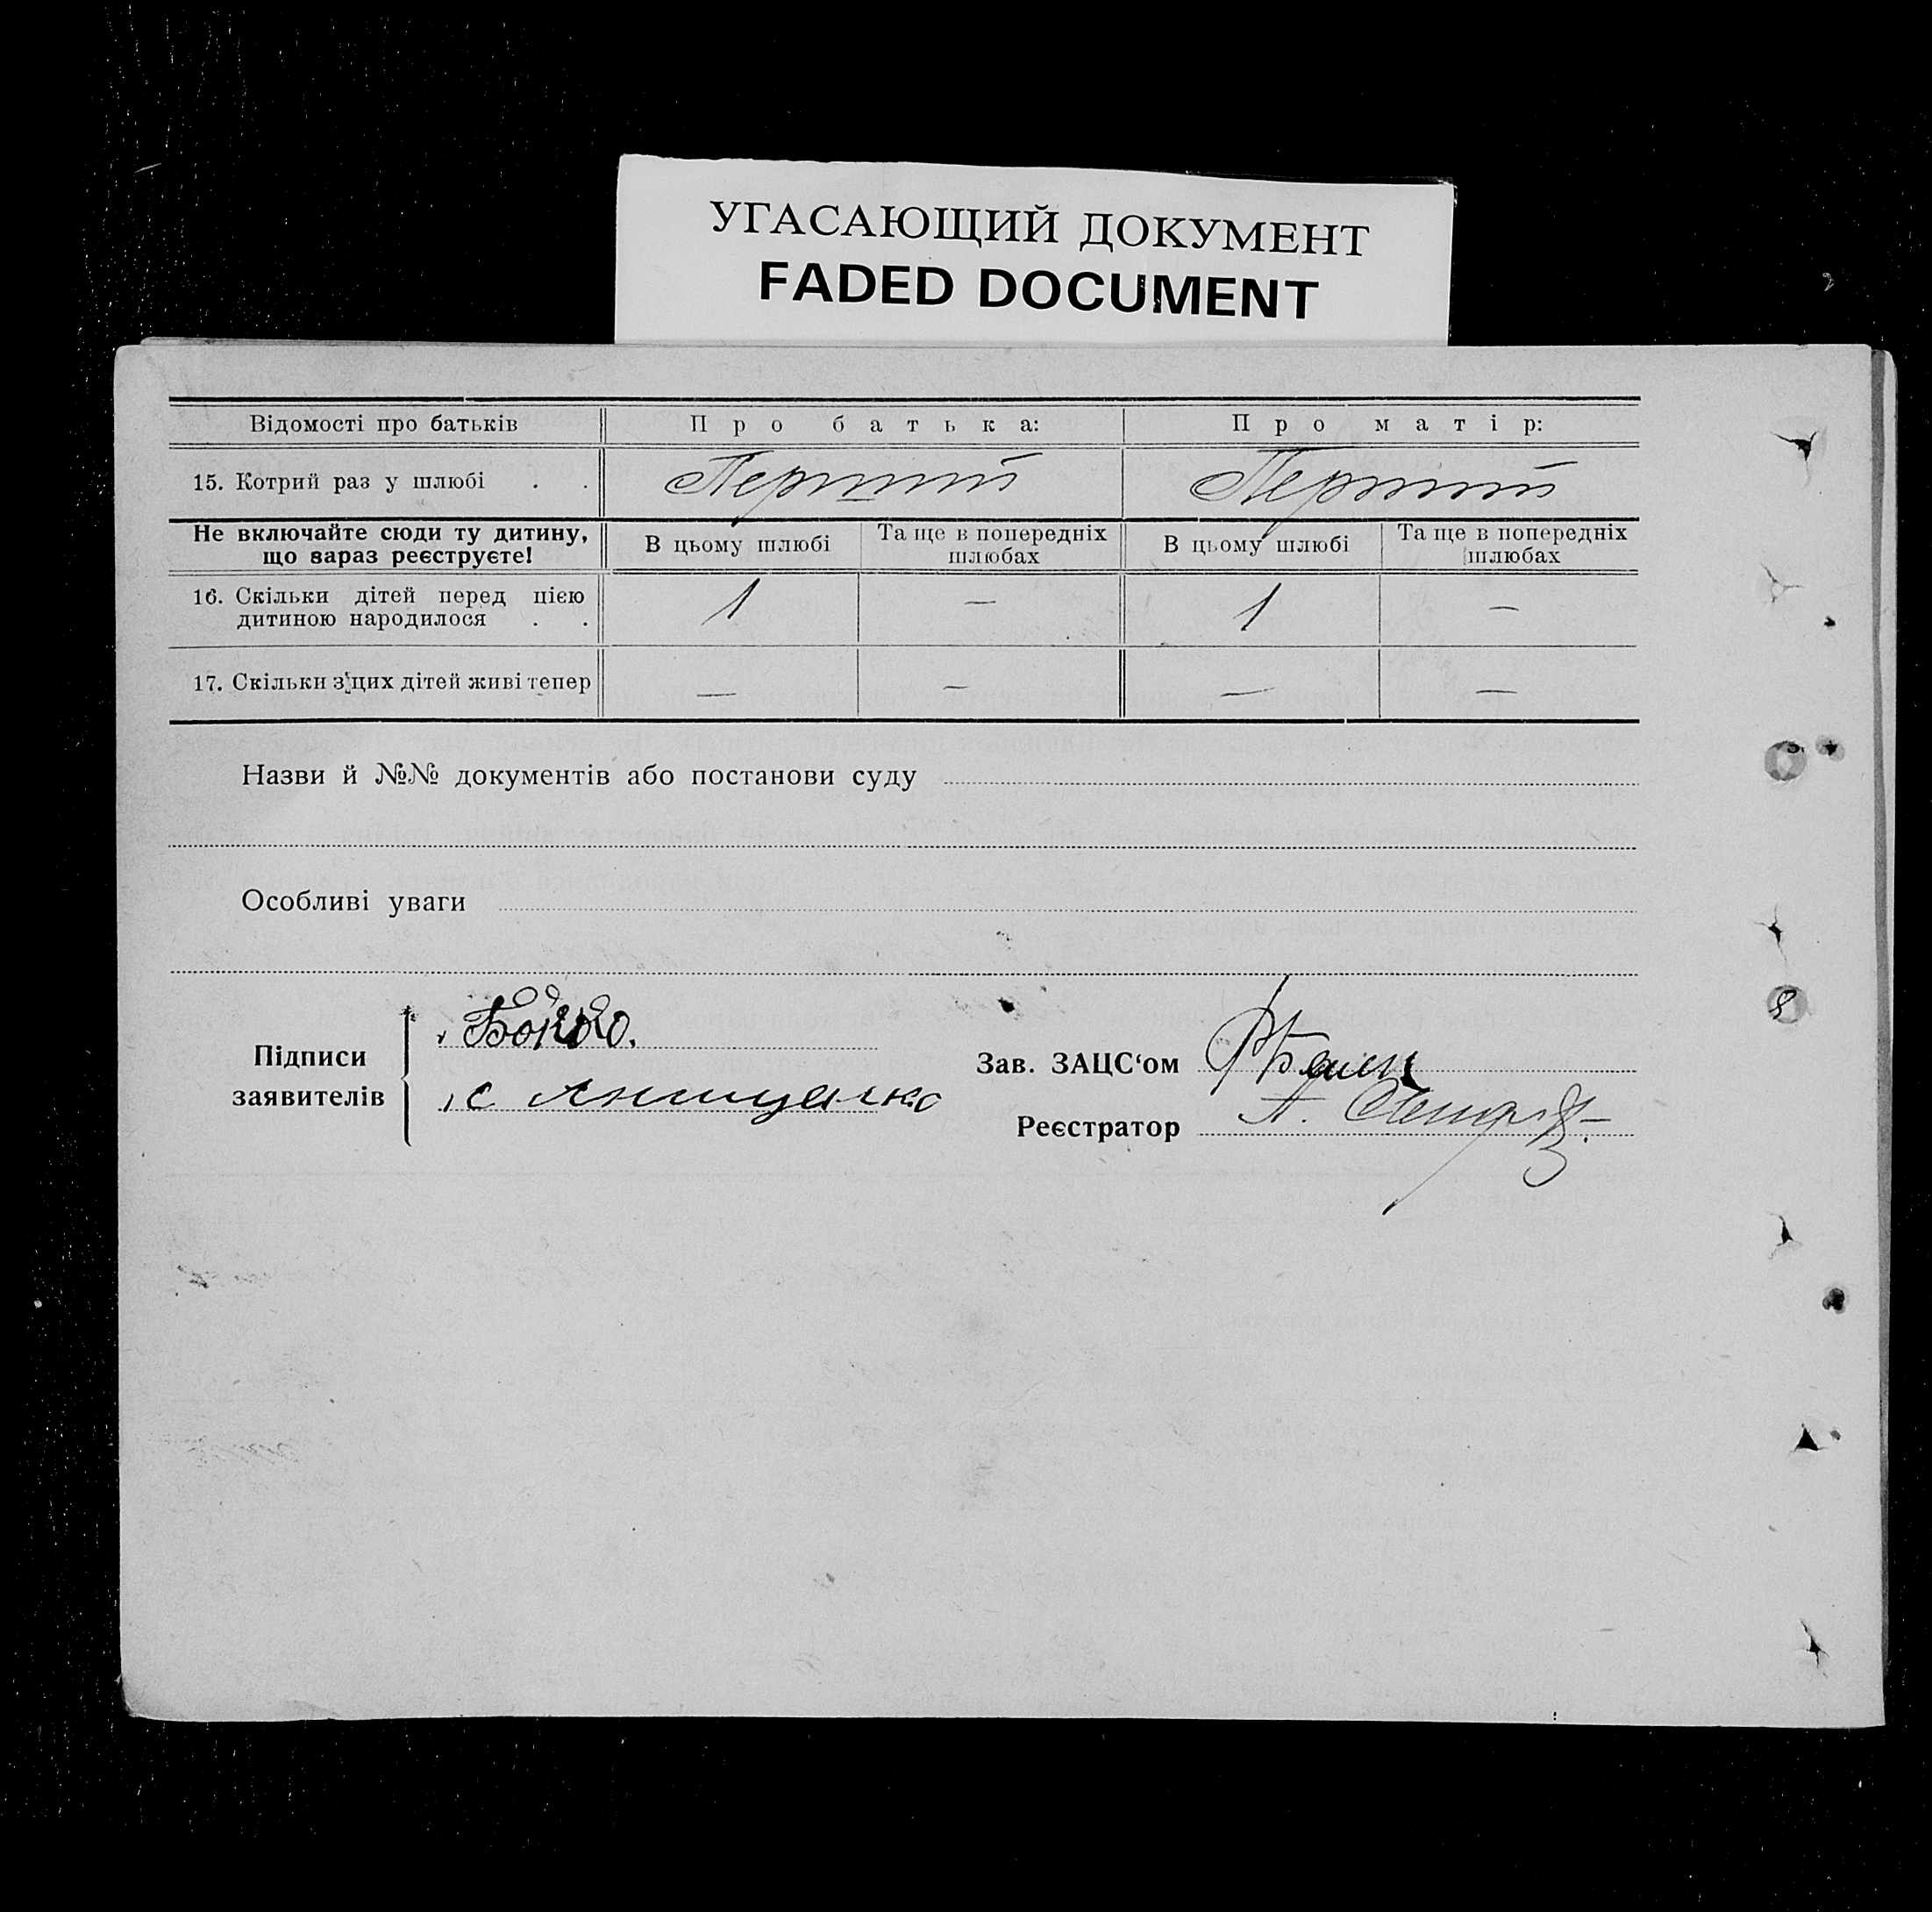 УГАСАЮЩИЙ ДОКУМЕНТ
FADED DOCUMENT
Відомості про батьків Про батька: Про матір:
15. Котрий раз у шлюбі . . Перший Перший
Не включайте сюди ту дитину, що зараз реєструєте! В цьому шлюбі Та ще в попередніх шлюбах В цьому шлюбі Та ще в попередніх шлюбах
16. Скільки дітей перед цією дитиною народилося . . 1 — 1 —
17. Скільки з цих дітей живі тепер — — — —
Назви й №№ документів або постанови суду
Особливі уваги
Підписи заявителів
Бойко.
с Анищенко
Зав. ЗАЦС‘ом
Реєстратор